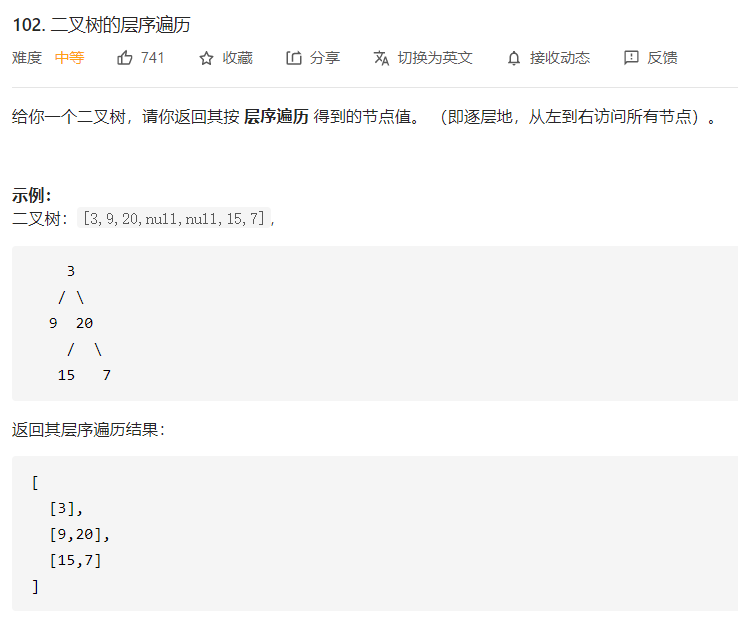 102. 二叉树的层序遍历
难度 中等 741 收藏 分享 切换为英文 接收动态 反馈
给你一个二叉树，请你返回其按 层序遍历 得到的节点值。 （即逐层地，从左到右访问所有节点）。
示例：
二叉树：[3,9,20,null,null,15,7],
3
/ \
9 20
/ \
15 7
返回其层序遍历结果：
[
[3],
[9,20],
[15,7]
]